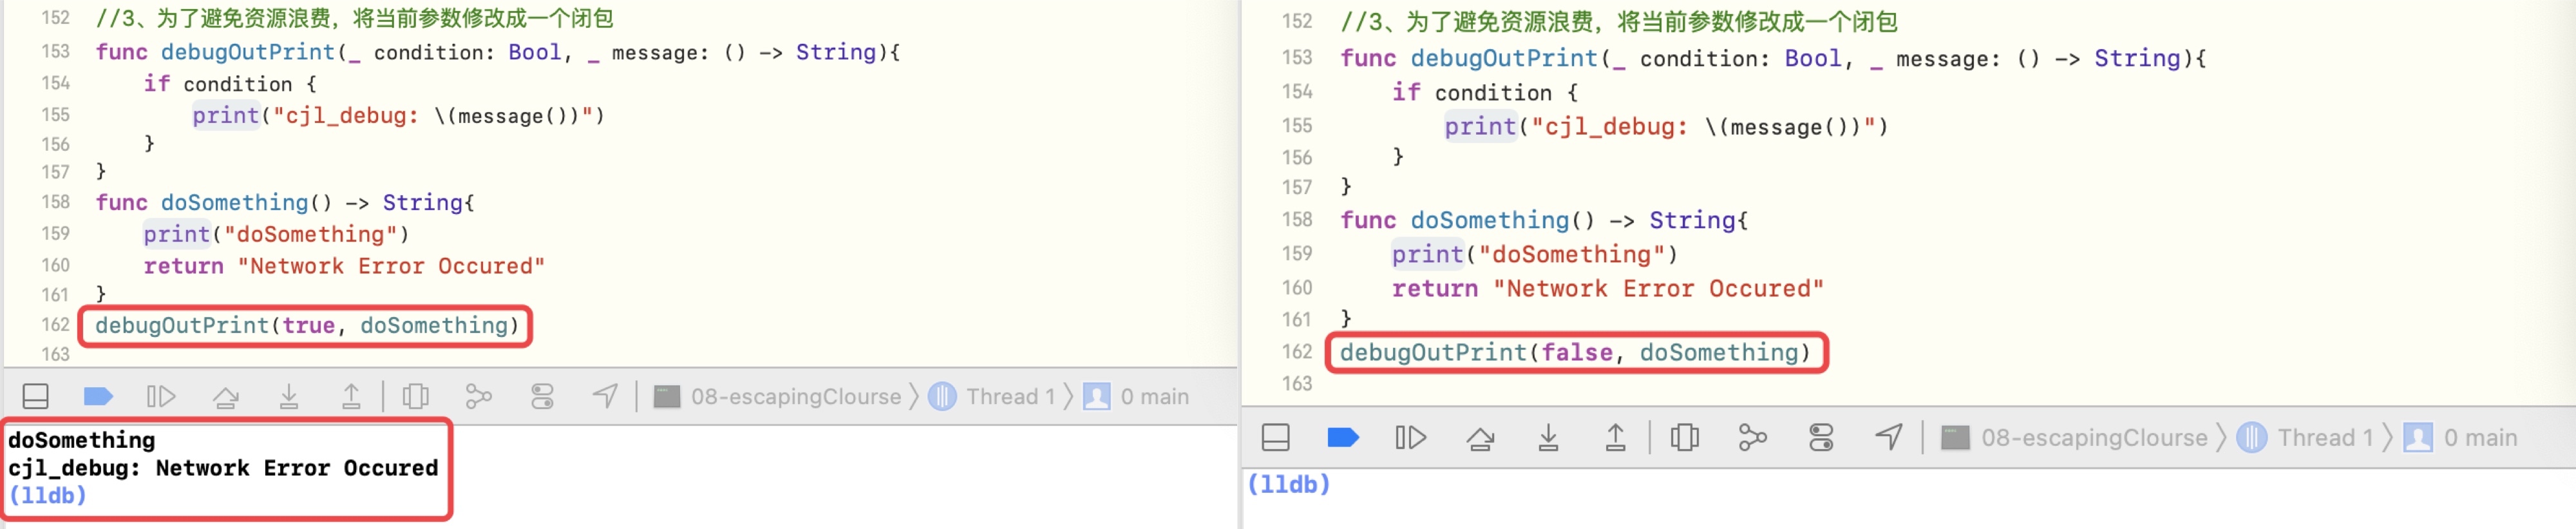 152 //3、为了避免资源浪费，将当前参数修改成一个闭包
153 func debugOutPrint(_ condition: Bool, _ message: () -> String){
154 if condition {
155 print("cjl_debug: \(message())")
156 }
157 }
158 func doSomething() -> String{
159 print("doSomething")
160 return "Network Error Occured"
161 }
162 debugOutPrint(true, doSomething)
163
08-escapingClourse 〉 Thread 1 〉 0 main
doSomething
cjl_debug: Network Error Occured
(lldb)
152 //3、为了避免资源浪费，将当前参数修改成一个闭包
153 func debugOutPrint(_ condition: Bool, _ message: () -> String){
154 if condition {
155 print("cjl_debug: \(message())")
156 }
157 }
158 func doSomething() -> String{
159 print("doSomething")
160 return "Network Error Occured"
161 }
162 debugOutPrint(false, doSomething)
163
08-escapingClourse 〉 Thread 1 〉 0 main
(lldb)